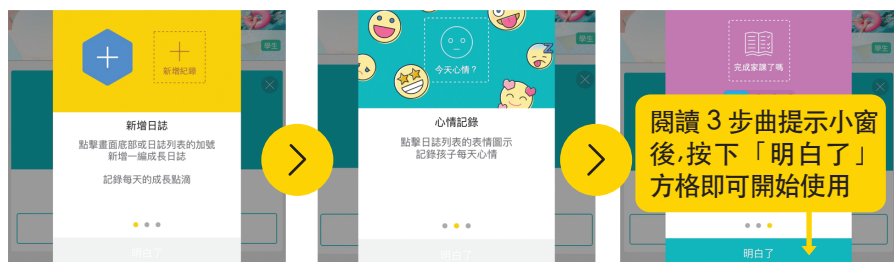 學生
新增紀錄
新增日誌
點擊畫面底部或日誌列表的加號
新增一編成長日誌
記錄每天的成長點滴
明白了
學生
今天心情？
心情記錄
點擊日誌列表的表情圖示
記錄孩子每天心情
明白了
學生
完成家課了嗎
閱讀 3 步曲提示小窗
後,按下「明白了」
方格即可開始使用
明白了